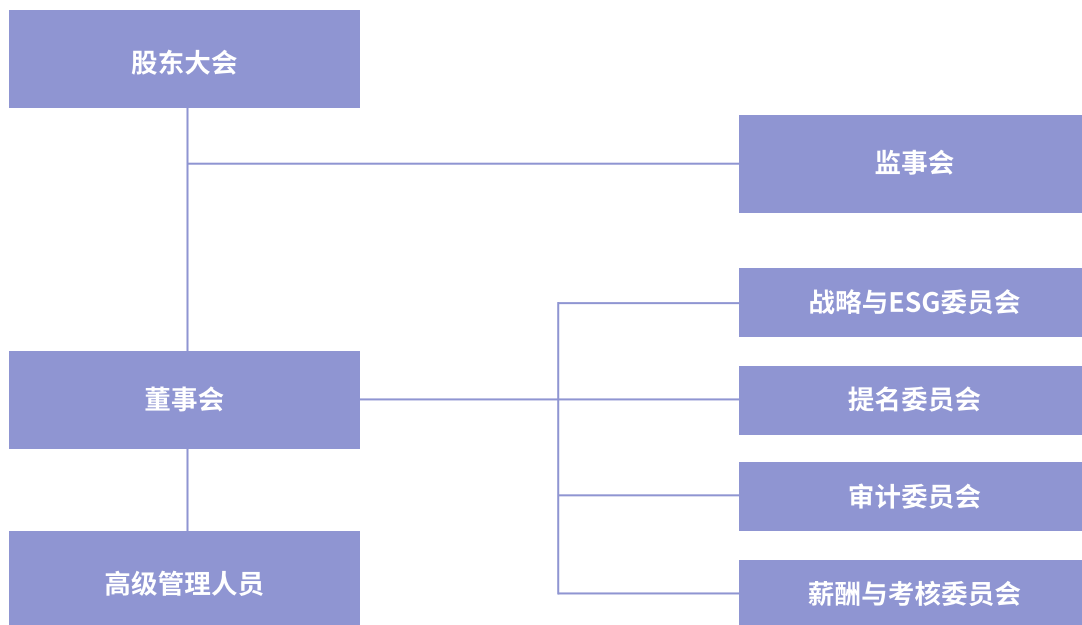 股东大会
监事会
战略与ESG委员会
董事会
提名委员会
审计委员会
高级管理人员
薪酬与考核委员会